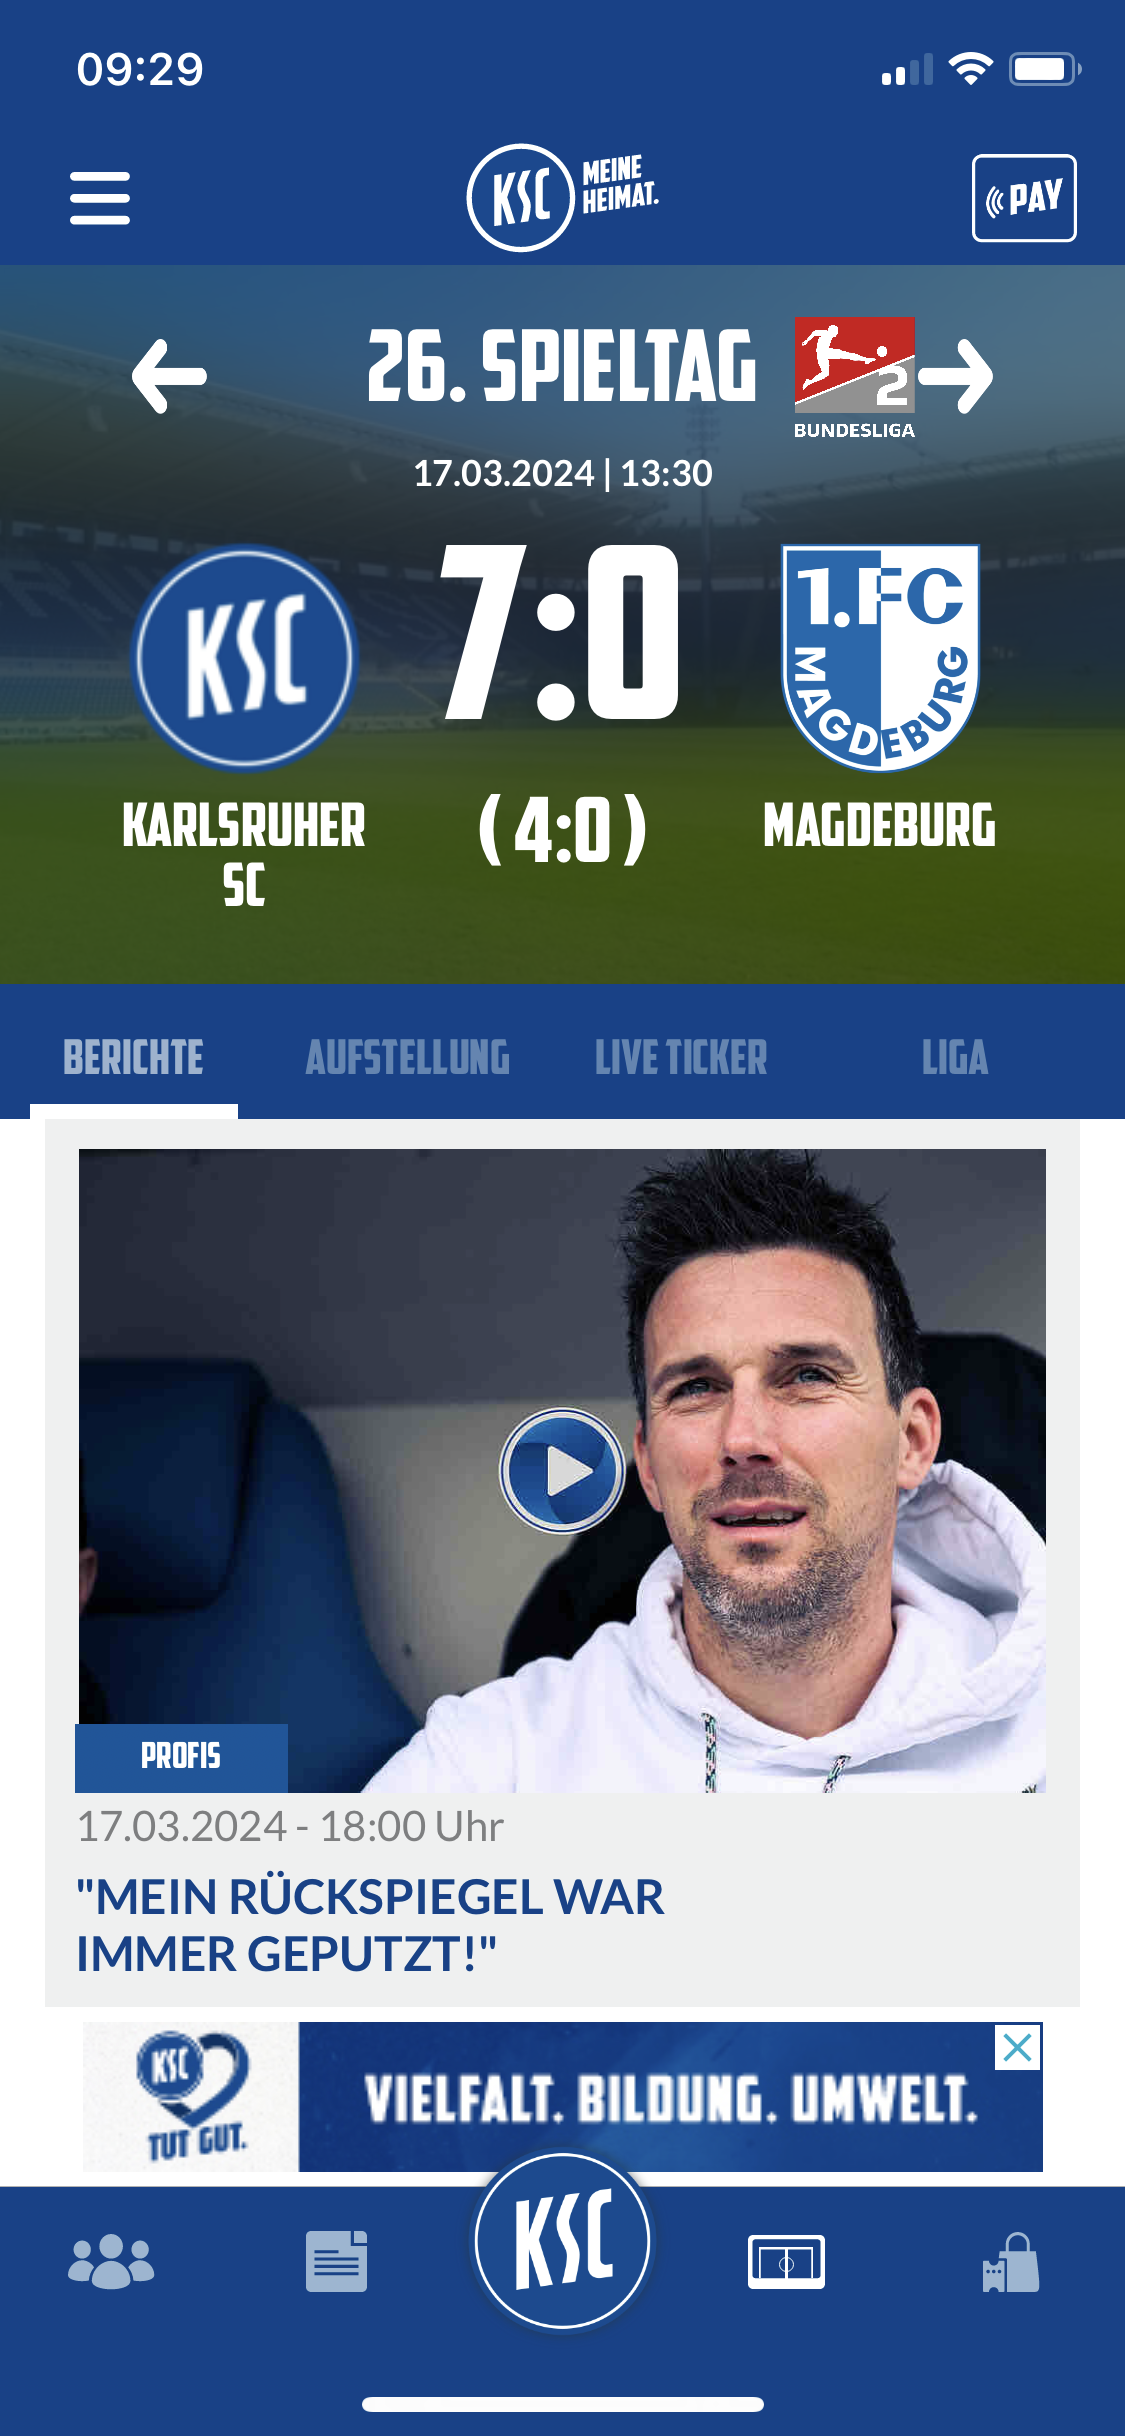 09:29
KSC MEINE
HEIMAT.
PAY
26. SPIELTAG
2
BUNDESLIGA
17.03.2024 | 13:30
KSC
7:0
1.FC
MAGDEBURG
KARLSRUHER
SC
(4:0)
MAGDEBURG
BERICHTE
AUFSTELLUNG
LIVE TICKER
LIGA
PROFIS
17.03.2024 - 18:00 Uhr
"MEIN RÜCKSPIEGEL WAR
IMMER GEPUTZT!"
KSC
TUT GUT.
VIELFALT. BILDUNG. UMWELT.
KSC